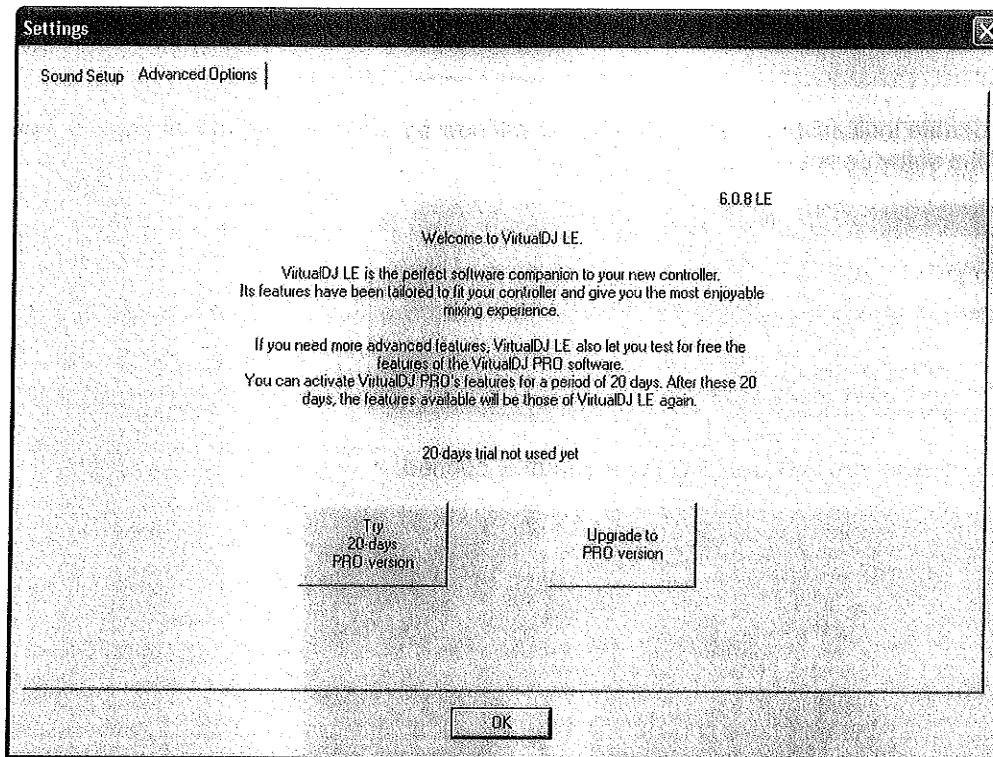 Settings
Sound Setup Advanced Options
6.0.8 LE
Welcome to VirtualDJ LE.
VirtualDJ LE is the perfect software companion to your new controller.
Its features have been tailored to fit your controller and give you the most enjoyable
mixing experience.
If you need more advanced features, VirtualDJ LE also let you test for free the
features of the VirtualDJ PRO software.
You can activate VirtualDJ PRO's features for a period of 20 days. After these 20
days, the features available will be those of VirtualDJ LE again.
20-days trial not used yet
Try
20-days
PRO version
Upgrade to
PRO version
OK